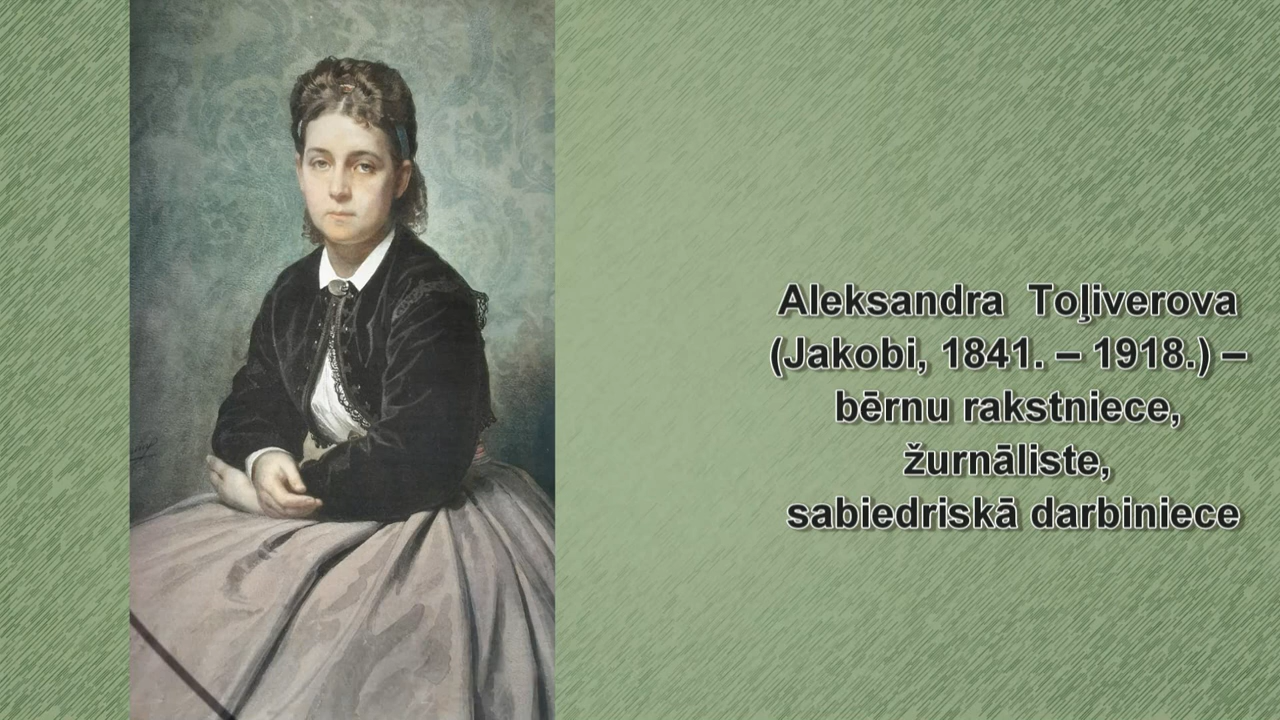 Aleksandra Toļiverova
(Jakobi, 1841. – 1918.) –
bērnu rakstniece,
žurnāliste,
sabiedriskā darbiniece